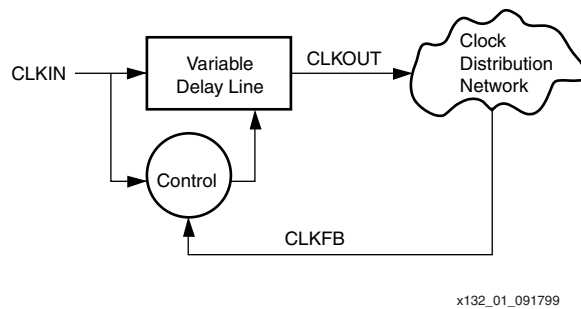 CLKIN
Variable
Delay Line
CLKOUT
Clock
Distribution
Network
Control
CLKFB
x132_01_091799